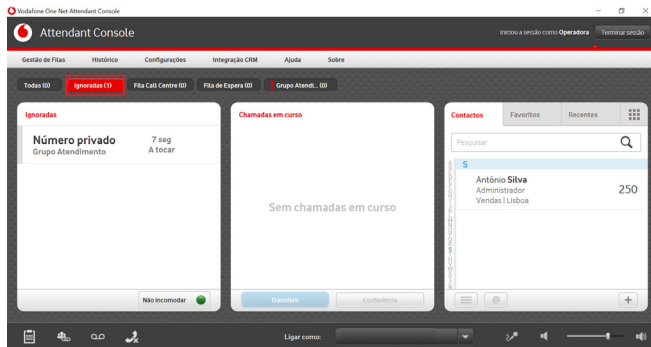 Vodafone One Net Attendant Console
Attendant Console
Iniciou a sessão como Operadora
Terminar sessão
Gestão de Filas Histórico Configurações Integração CRM Ajuda Sobre
Todas (0) Ignoradas (1) Fila Call Centre (0) Fila de Espera (0) Grupo Atendi... (0)
Ignoradas
Número privado 7 seg
Grupo Atendimento A tocar
Não Incomodar
Chamadas em curso
Sem chamadas em curso
Transferir Conferência
Contactos Favoritos Recentes
Pesquisar
S
António Silva
Administrador 250
Vendas | Lisboa
@ +
Ligar como: